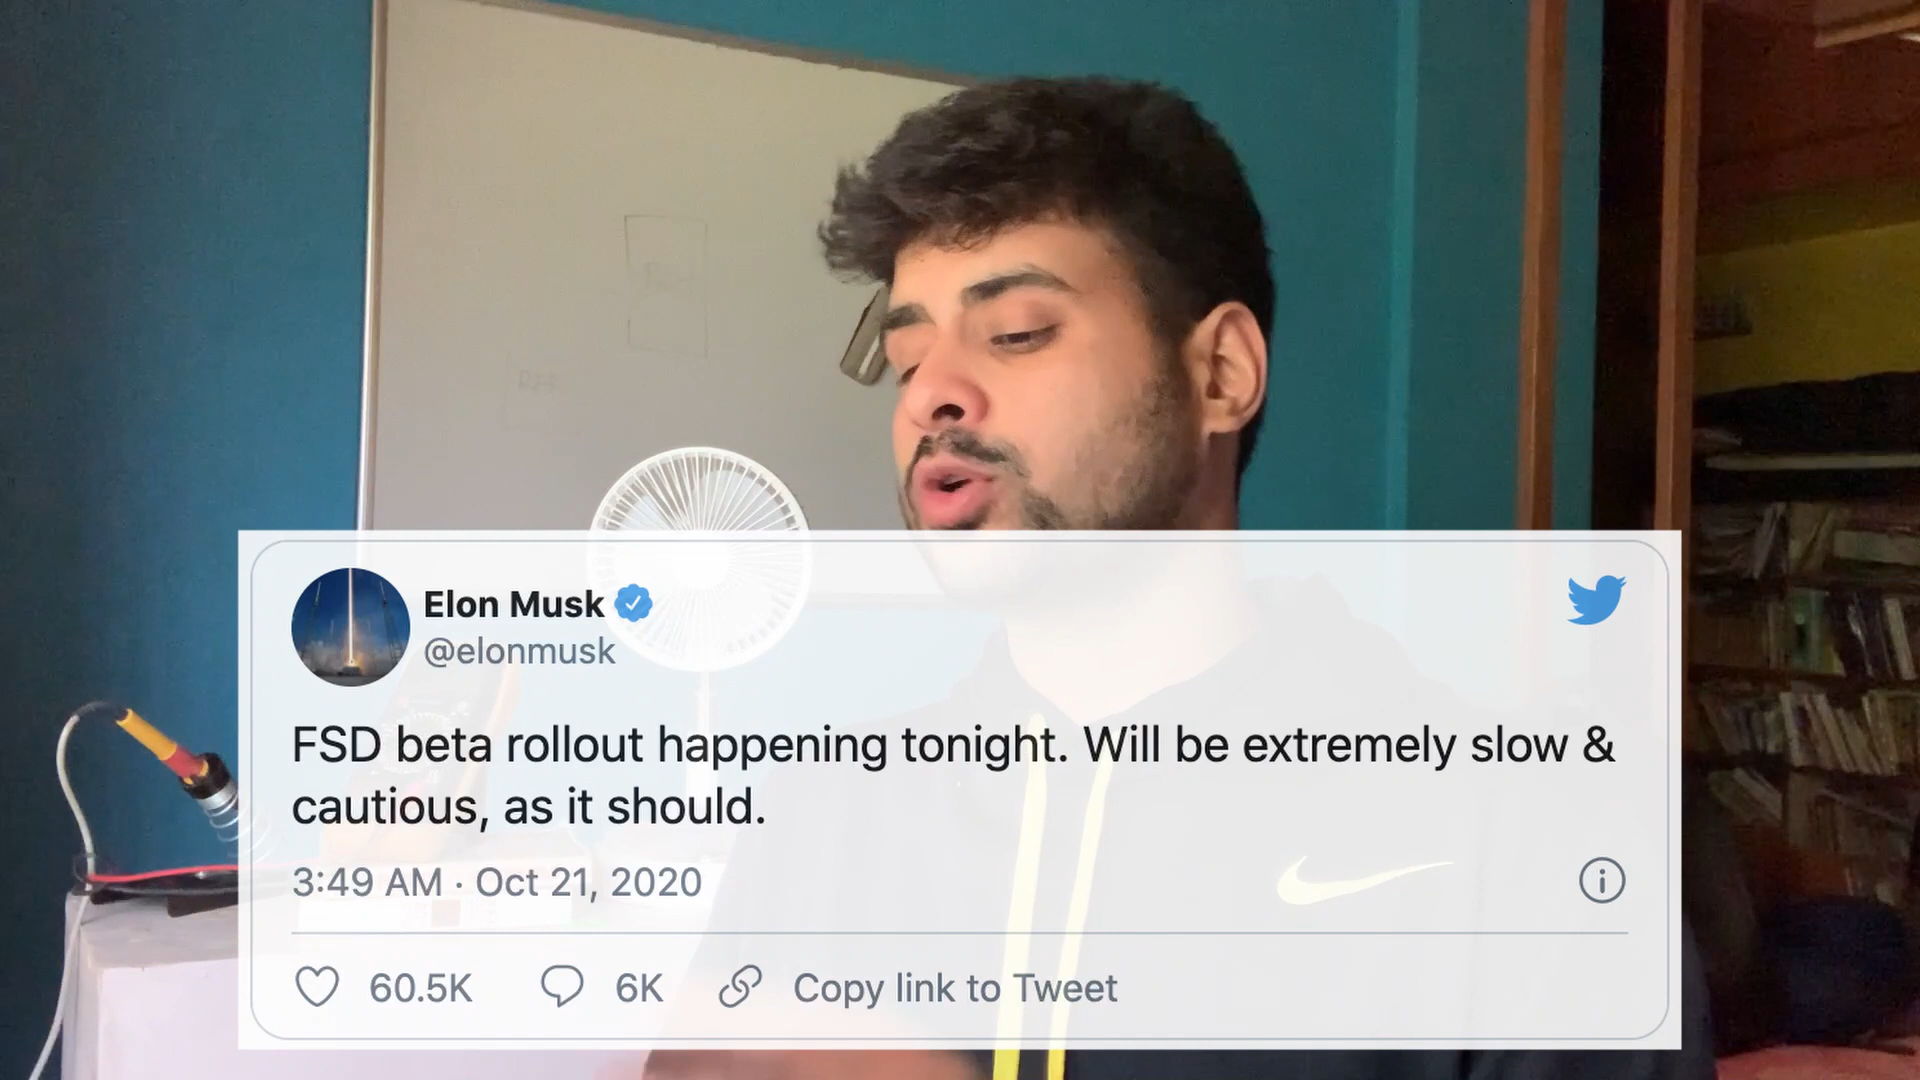 Elon Musk
@elonmusk
FSD beta rollout happening tonight. Will be extremely slow &
cautious, as it should.
3:49 AM · Oct 21, 2020
60.5K 6K Copy link to Tweet